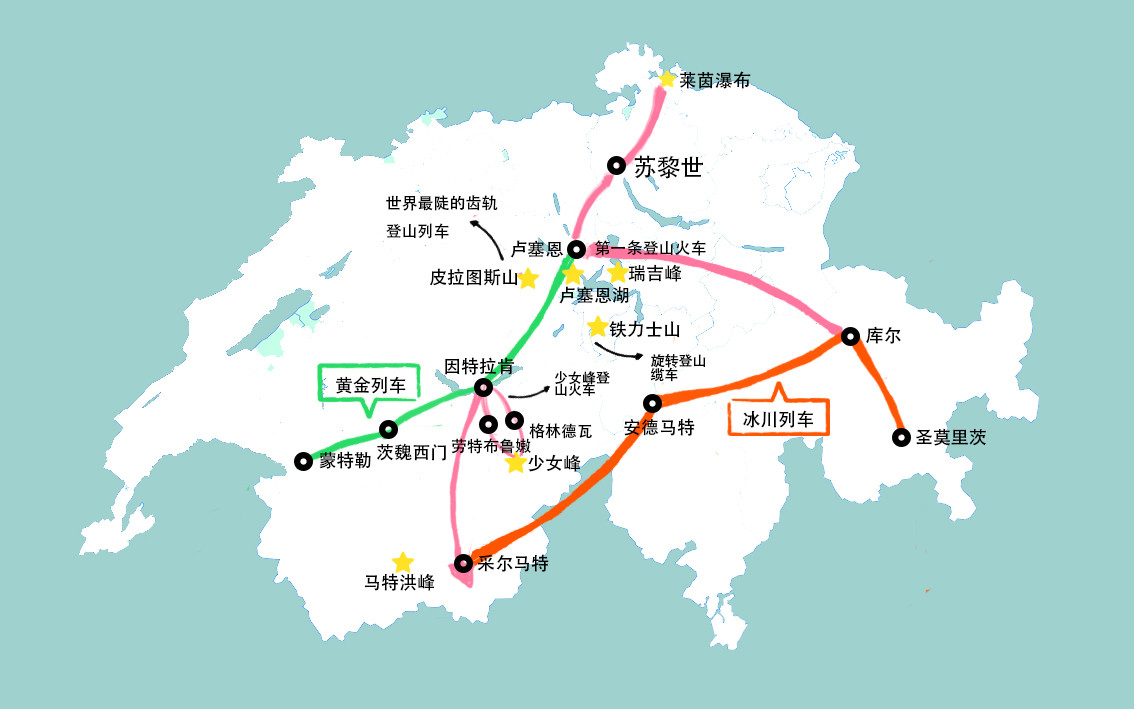 莱茵瀑布
苏黎世
世界最陡的齿轨
登山列车
卢塞恩
第一条登山火车
皮拉图斯山
瑞吉峰
卢塞恩湖
铁力士山
库尔
旋转登山
缆车
因特拉肯
少女峰登
山火车
黄金列车
冰川列车
安德马特
格林德瓦
圣莫里茨
劳特布鲁嫩
茨魏西门
蒙特勒
少女峰
采尔马特
马特洪峰